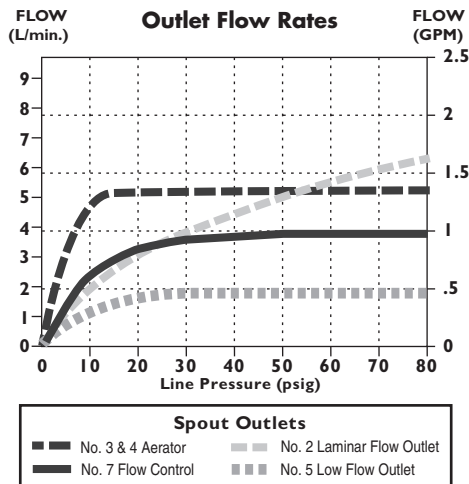 FLOW
(L/min.)
Outlet Flow Rates
FLOW
(GPM)
9
8
7
6
5
4
3
2
1
0
2.5
2
1.5
1
.5
0
0 10 20 30 40 50 60 70 80
Line Pressure (psig)
Spout Outlets
No. 3 & 4 Aerator
No. 2 Laminar Flow Outlet
No. 7 Flow Control
No. 5 Low Flow Outlet